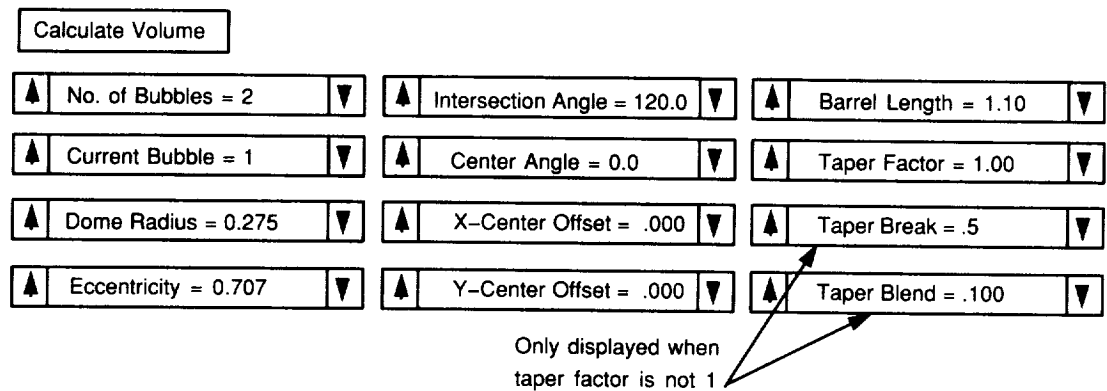 Calculate Volume
No. of Bubbles = 2
Intersection Angle = 120.0
Barrel Length = 1.10
Current Bubble = 1
Center Angle = 0.0
Taper Factor = 1.00
Dome Radius = 0.275
X–Center Offset = .000
Taper Break = .5
Eccentricity = 0.707
Y–Center Offset = .000
Taper Blend = .100
Only displayed when
taper factor is not 1